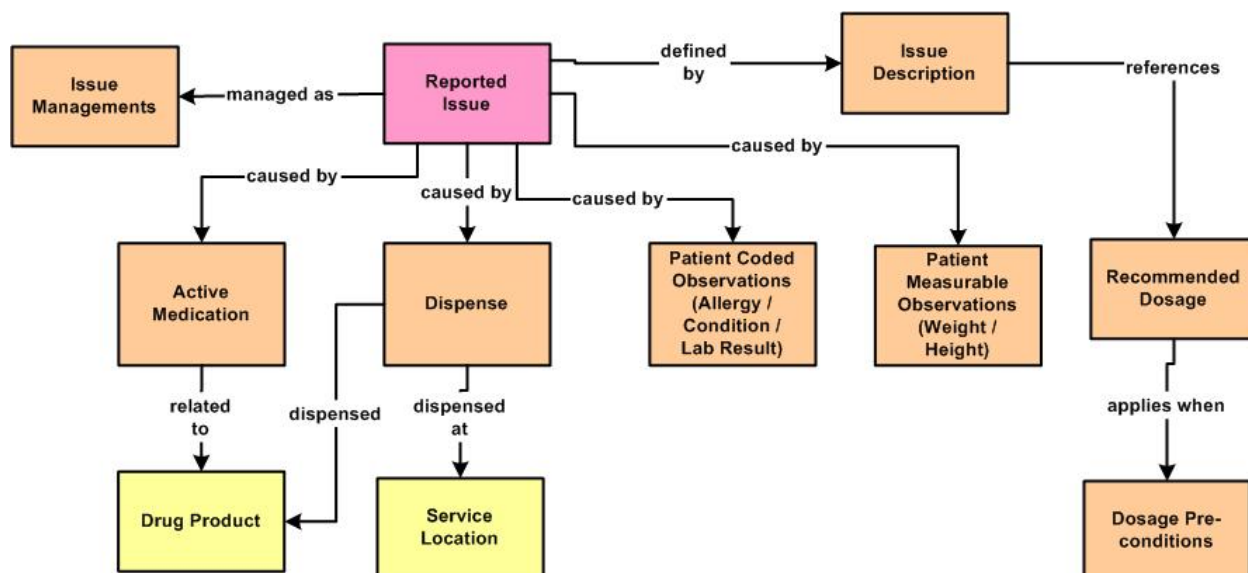 Issue
Managements
managed as
Reported
Issue
defined
by
Issue
Description
references
caused by
caused by
caused by
caused by
Active
Medication
Dispense
Patient Coded
Observations
(Allergy /
Condition /
Lab Result)
Patient
Measurable
Observations
(Weight /
Height)
Recommended
Dosage
related
to
dispensed
dispensed
at
applies when
Drug Product
Service
Location
Dosage Pre-
conditions